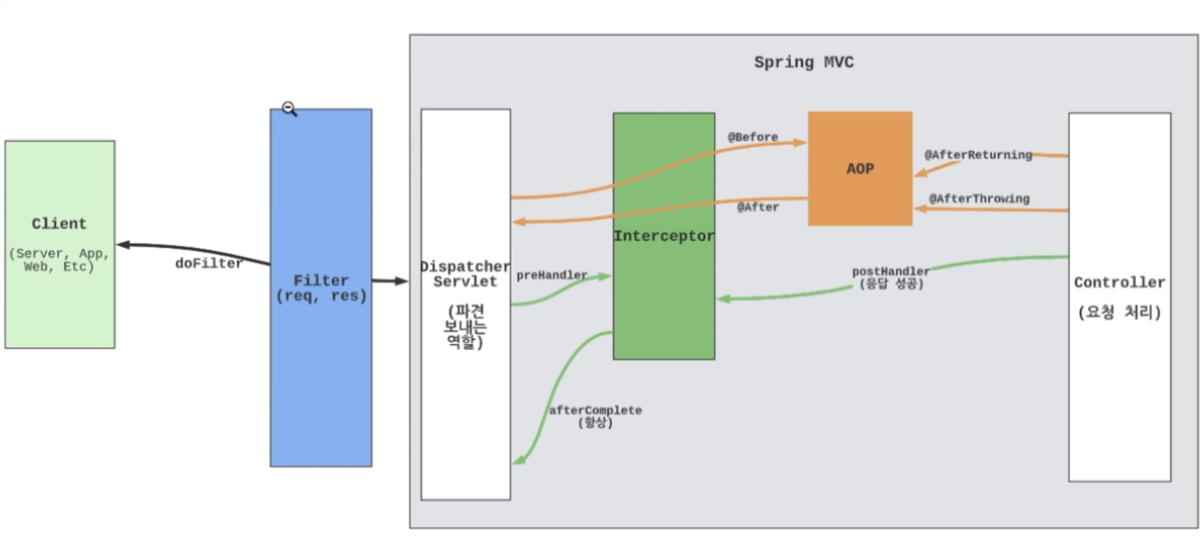 Spring MVC
Client
(Server, App,
Web, Etc)
doFilter
Filter
(req, res)
Dispatcher
Servlet
(파견
보내는
역할)
@Before
@After
preHandler
afterComplete
(항상)
Interceptor
AOP
@AfterReturning
@AfterThrowing
postHandler
(응답 성공)
Controller
(요청 처리)